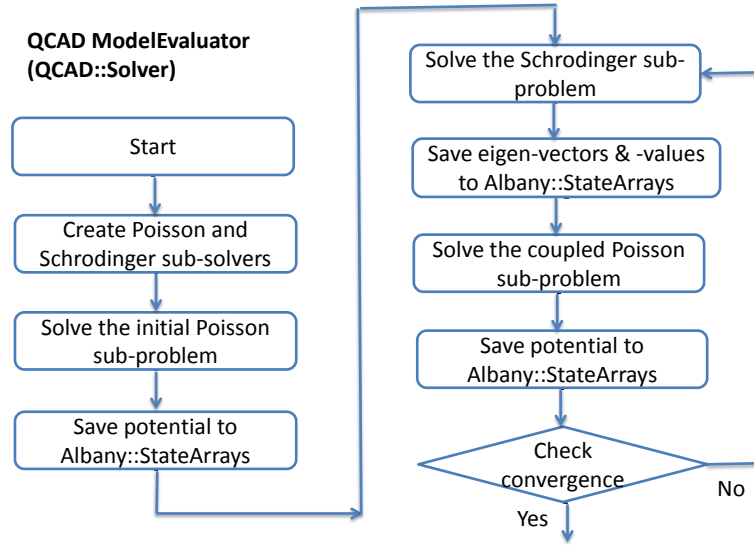 QCAD ModelEvaluator
(QCAD::Solver)
Start
Create Poisson and
Schrodinger sub-solvers
Solve the initial Poisson
sub-problem
Save potential to
Albany::StateArrays
Solve the Schrodinger sub-
problem
Save eigen-vectors & -values
to Albany::StateArrays
Solve the coupled Poisson
sub-problem
Save potential to
Albany::StateArrays
Check
convergence
No
Yes